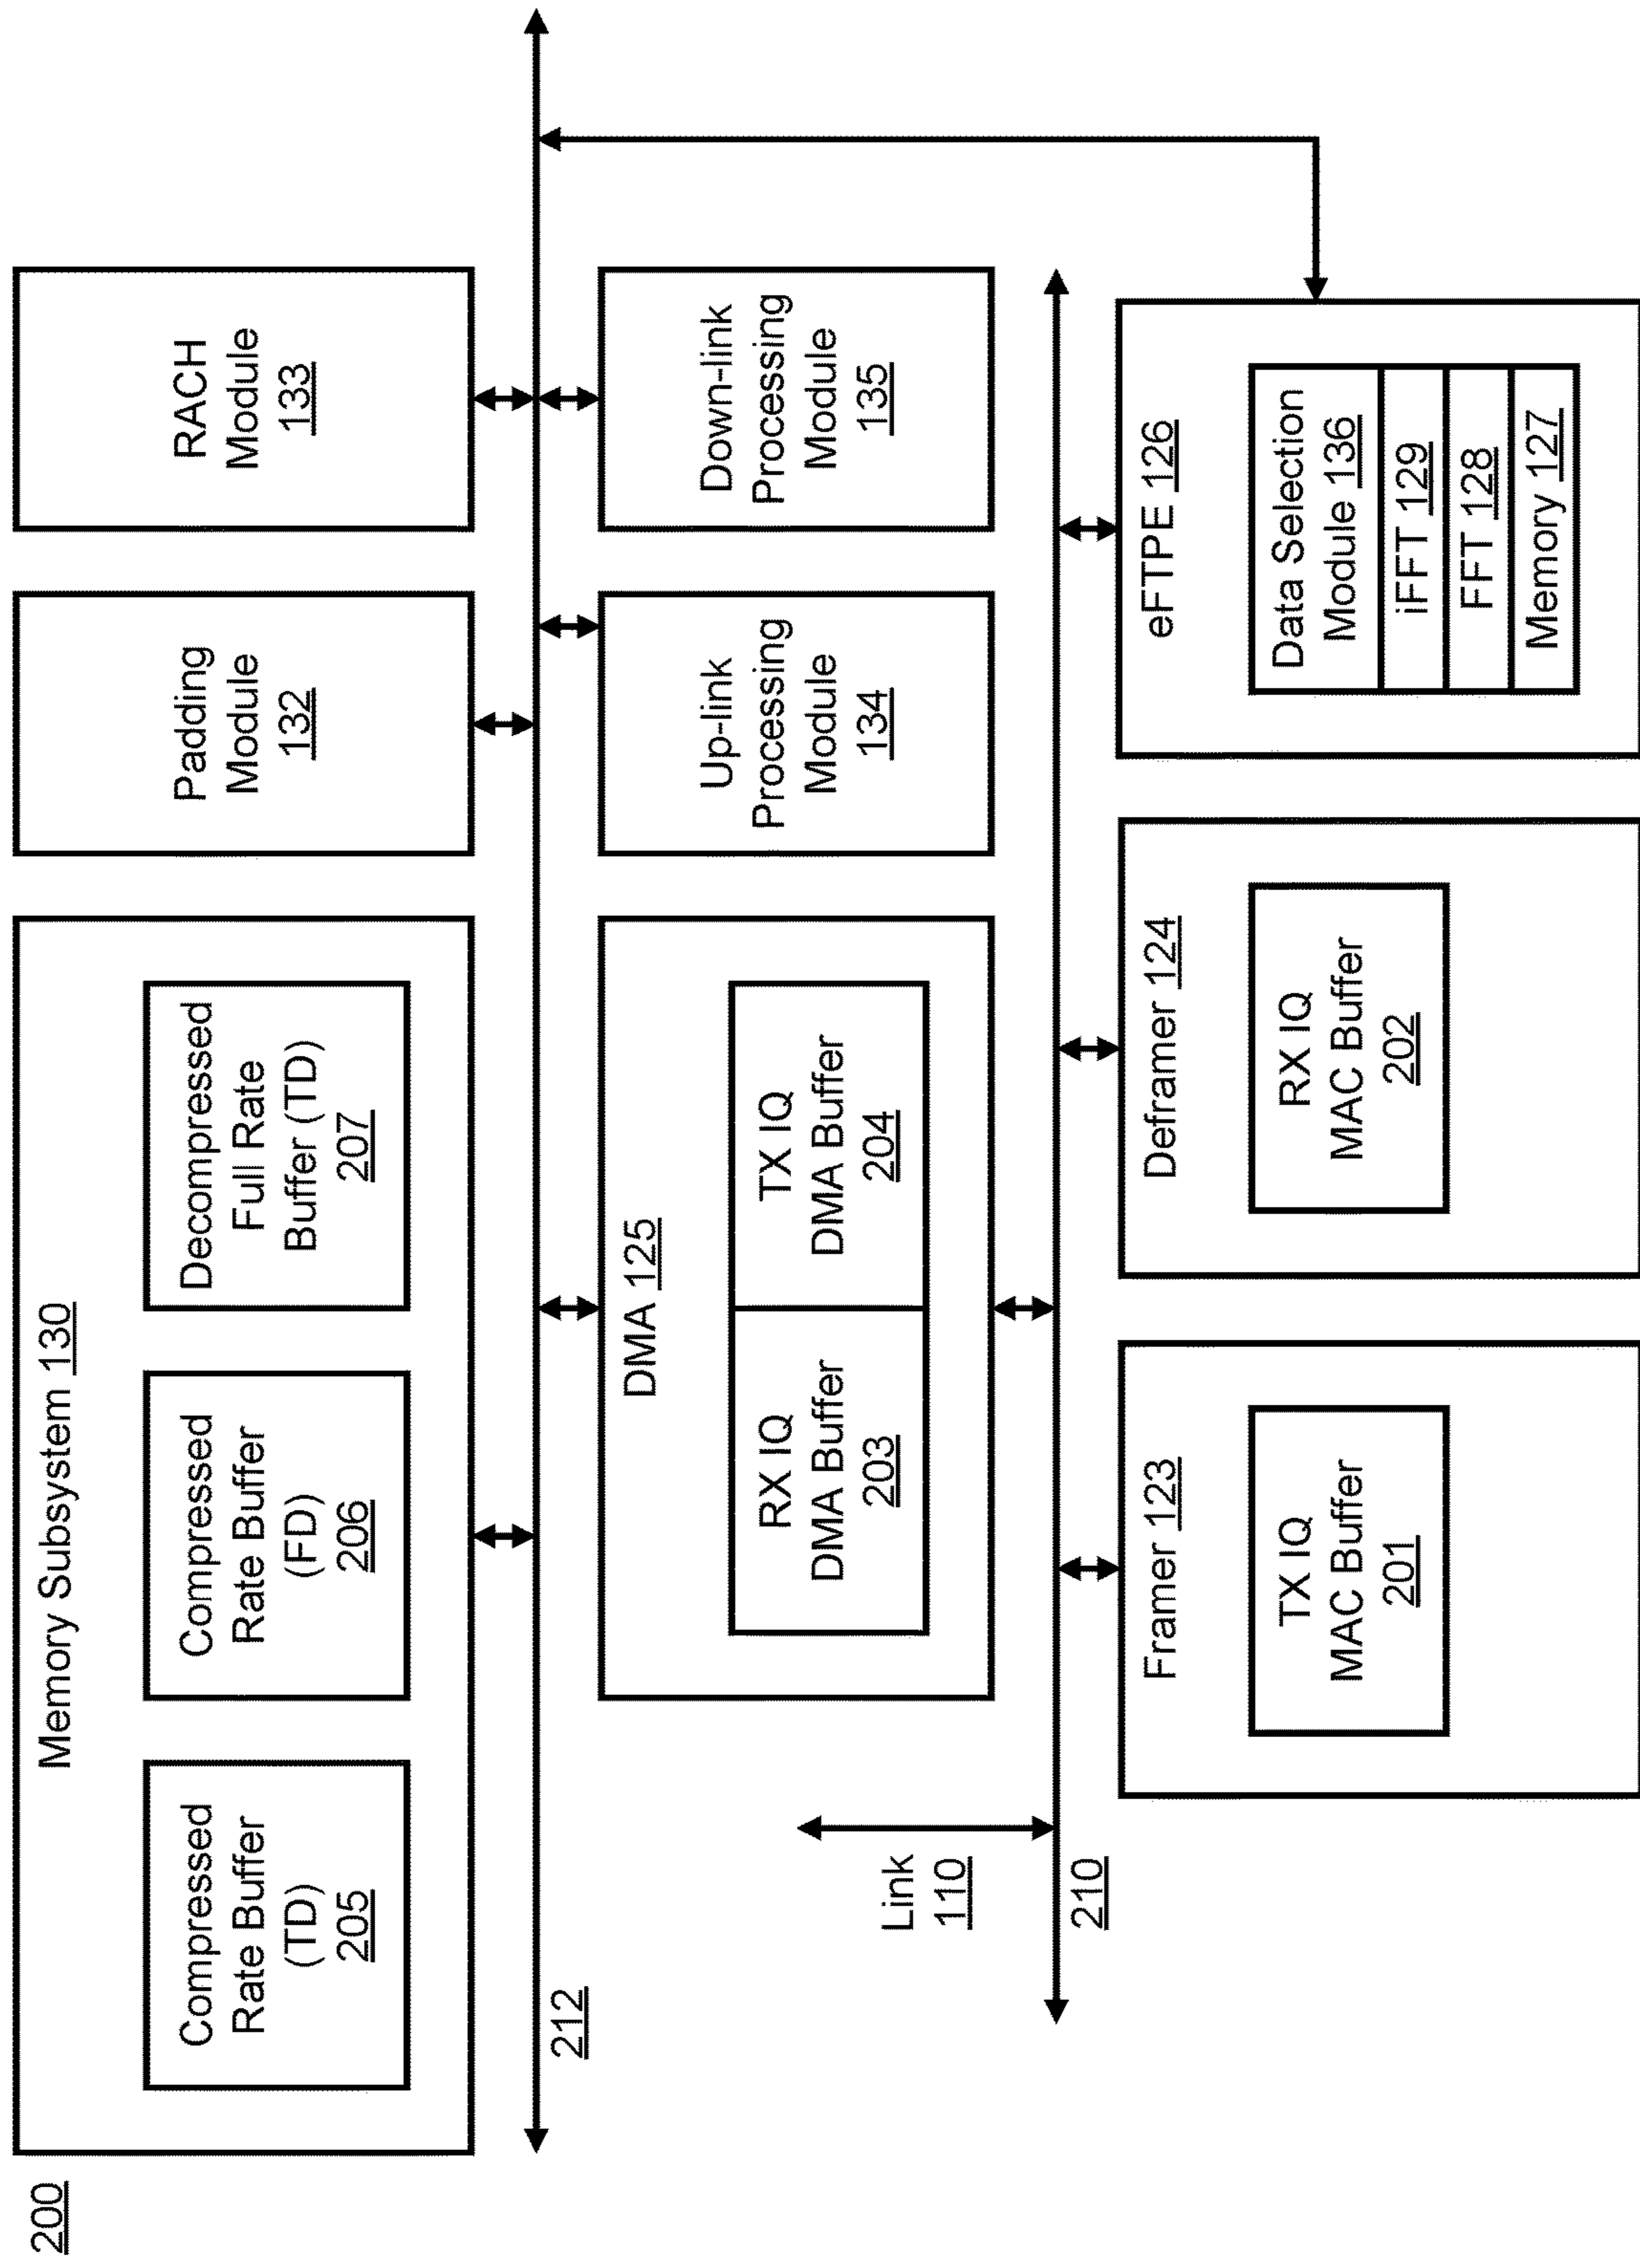 200
Memory Subsystem 130
Compressed
Rate Buffer
(TD)
205
Compressed
Rate Buffer
(FD)
206
Decompressed
Full Rate
Buffer (TD)
207
Padding
Module
132
RACH
Module
133
212
DMA 125
RX IQ
DMA Buffer
203
TX IQ
DMA Buffer
204
Up-link
Processing
Module
134
Down-link
Processing
Module
135
Link
110
210
Framer 123
TX IQ
MAC Buffer
201
Deframer 124
RX IQ
MAC Buffer
202
eFTPE 126
Data Selection
Module 136
iFFT 129
FFT 128
Memory 127